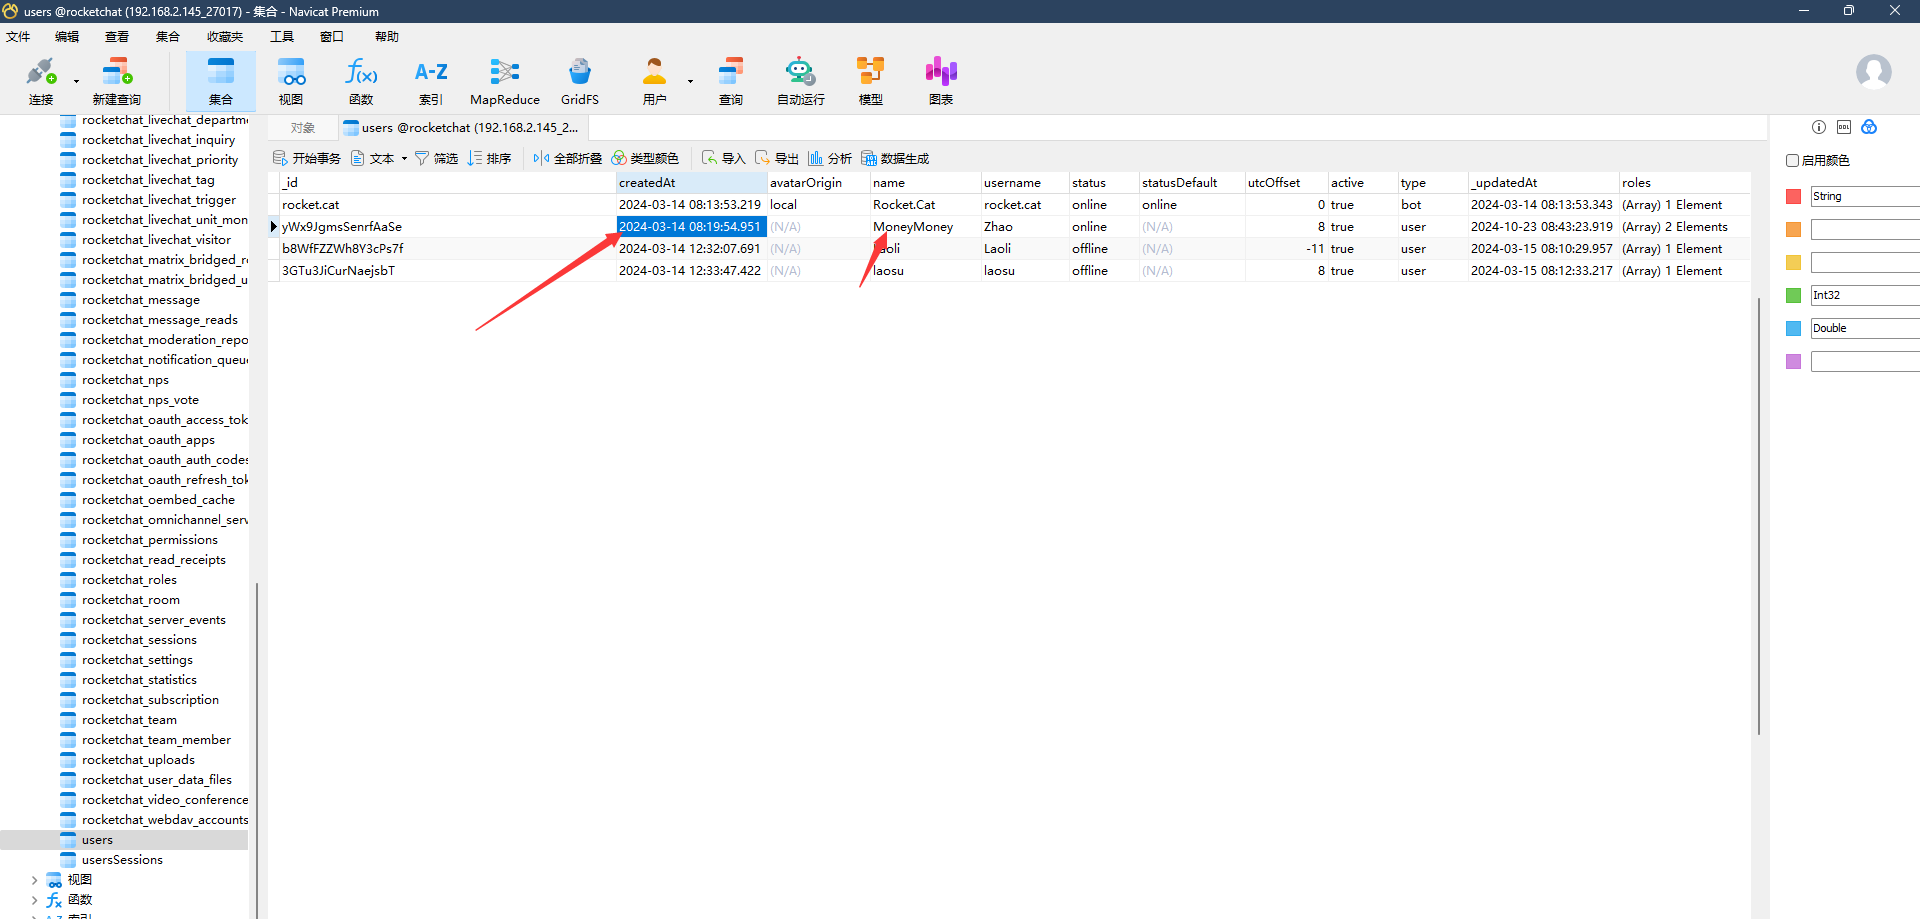 users @rocketchat (192.168.2.145_27017) - 集合 - Navicat Premium
文件 编辑 查看 集合 收藏夹 工具 窗口 帮助
连接 新建查询 集合 视图 函数 索引 MapReduce GridFS 用户 查询 自动运行 模型 图表
对象 users @rocketchat (192.168.2.145_2...
开始事务 文本 筛选 排序 全部折叠 类型颜色 导入 导出 分析 数据生成
_id createdAt avatarOrigin name username status statusDefault utcOffset active type _updatedAt roles
rocket.cat 2024-03-14 08:13:53.219 local Rocket.Cat rocket.cat online online 0 true bot 2024-03-14 08:13:53.343 (Array) 1 Element
yWx9JgmsSenrfAaSe 2024-03-14 08:19:54.951 (N/A) MoneyMoney Zhao online (N/A) 8 true user 2024-10-23 08:43:23.919 (Array) 2 Elements
b8WfFZZWh8Y3cPs7f 2024-03-14 12:32:07.691 (N/A) Laoli offline (N/A) -11 true user 2024-03-15 08:10:29.957 (Array) 1 Element
3GTu3JiCurNaejsbT 2024-03-14 12:33:47.422 (N/A) laosu laosu offline (N/A) 8 true user 2024-03-15 08:12:33.217 (Array) 1 Element
rocketchat_livechat_departme
rocketchat_livechat_inquiry
rocketchat_livechat_priority
rocketchat_livechat_tag
rocketchat_livechat_trigger
rocketchat_livechat_unit_mon
rocketchat_livechat_visitor
rocketchat_matrix_bridged_r
rocketchat_matrix_bridged_u
rocketchat_message
rocketchat_message_reads
rocketchat_moderation_repo
rocketchat_notification_queu
rocketchat_nps
rocketchat_nps_vote
rocketchat_oauth_access_tok
rocketchat_oauth_apps
rocketchat_oauth_auth_codes
rocketchat_oauth_refresh_tok
rocketchat_oembed_cache
rocketchat_omnichannel_serv
rocketchat_permissions
rocketchat_read_receipts
rocketchat_roles
rocketchat_room
rocketchat_server_events
rocketchat_sessions
rocketchat_settings
rocketchat_statistics
rocketchat_subscription
rocketchat_team
rocketchat_team_member
rocketchat_uploads
rocketchat_user_data_files
rocketchat_video_conference
rocketchat_webdav_accounts
users
usersSessions
视图
函数
索引
DDL
启用颜色
String
Int32
Double